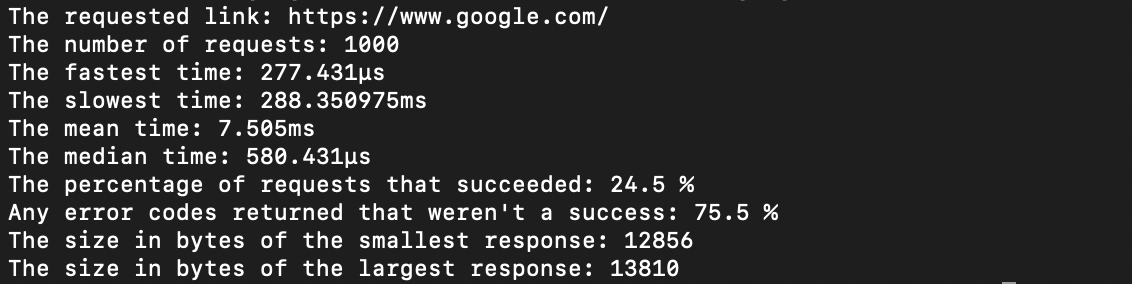 The requested link: https://www.google.com/
The number of requests: 1000
The fastest time: 277.431µs
The slowest time: 288.350975ms
The mean time: 7.505ms
The median time: 580.431µs
The percentage of requests that succeeded: 24.5 %
Any error codes returned that weren't a success: 75.5 %
The size in bytes of the smallest response: 12856
The size in bytes of the largest response: 13810